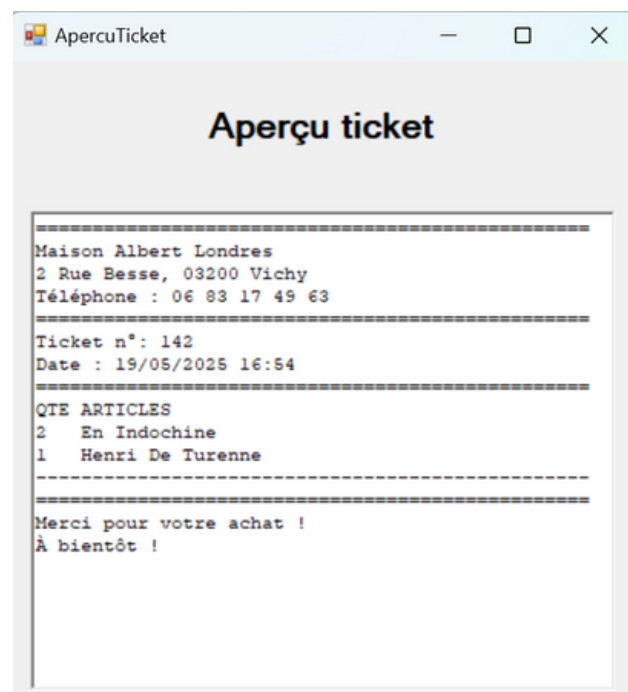 ApercuTicket
Aperçu ticket
==================================================
Maison Albert Londres
2 Rue Besse, 03200 Vichy
Téléphone : 06 83 17 49 63
==================================================
Ticket n°: 142
Date : 19/05/2025 16:54
==================================================
QTE ARTICLES
2   En Indochine
1   Henri De Turenne
--------------------------------------------------
==================================================
Merci pour votre achat !
À bientôt !